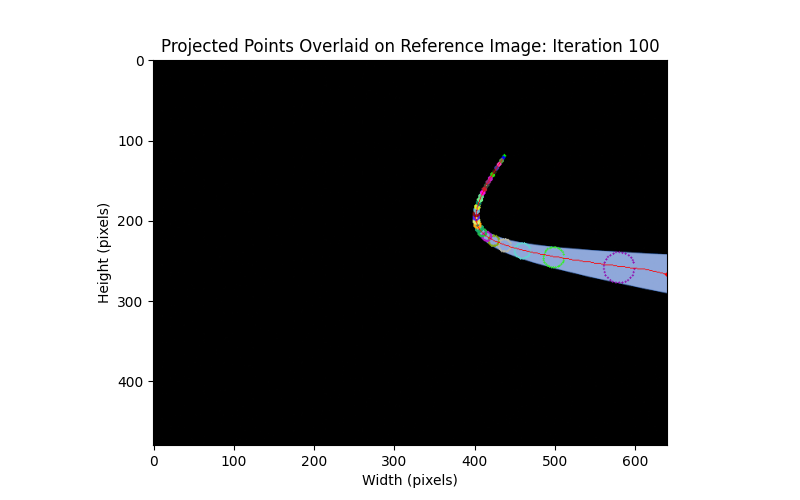 Projected Points Overlaid on Reference Image: Iteration 100
0
100
200
300
400
Height (pixels)
0 100 200 300 400 500 600
Width (pixels)